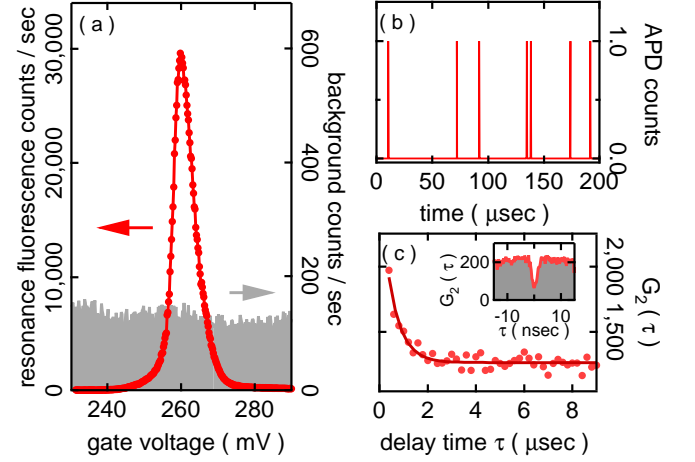 ( a )
resonance fluorescence counts / sec
30,000
20,000
10,000
0
600
400
200
0
background counts / sec
240
260
280
gate voltage ( mV )
( b )
1.0
0.0
APD counts
0
50
100
150
200
time ( μsec )
( c )
2,000
1,500
G2 ( τ )
0
2
4
6
8
delay time τ ( μsec )
G2 ( τ )
200
0
-10
0
10
τ ( nsec )